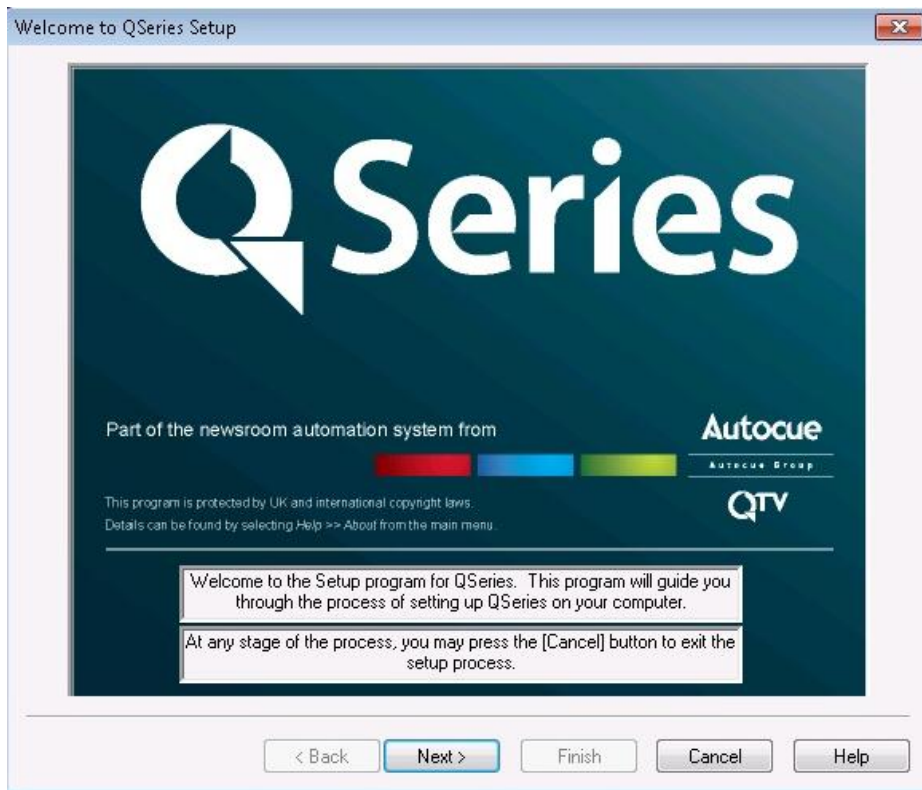 Welcome to QSeries Setup
QSeries
Part of the newsroom automation system from
Autocue
Autocue Group
QTV
This program is protected by UK and international copyright laws.
Details can be found by selecting Help >> About from the main menu.
Welcome to the Setup program for QSeries. This program will guide you
through the process of setting up QSeries on your computer.
At any stage of the process, you may press the [Cancel] button to exit the
setup process.
< Back
Next >
Finish
Cancel
Help